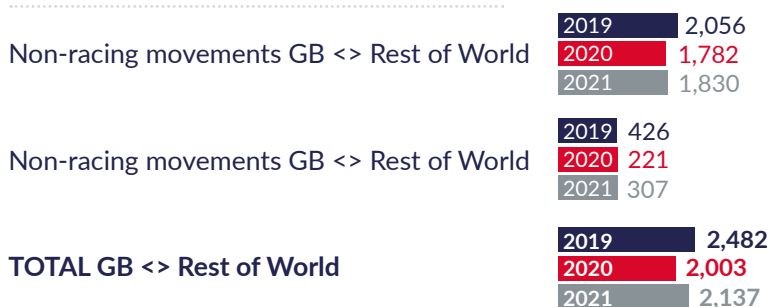 2019 2,056
Non-racing movements GB <> Rest of World 2020 1,782
2021 1,830
2019 426
Non-racing movements GB <> Rest of World 2020 221
2021 307
2019 2,482
TOTAL GB <> Rest of World 2020 2,003
2021 2,137